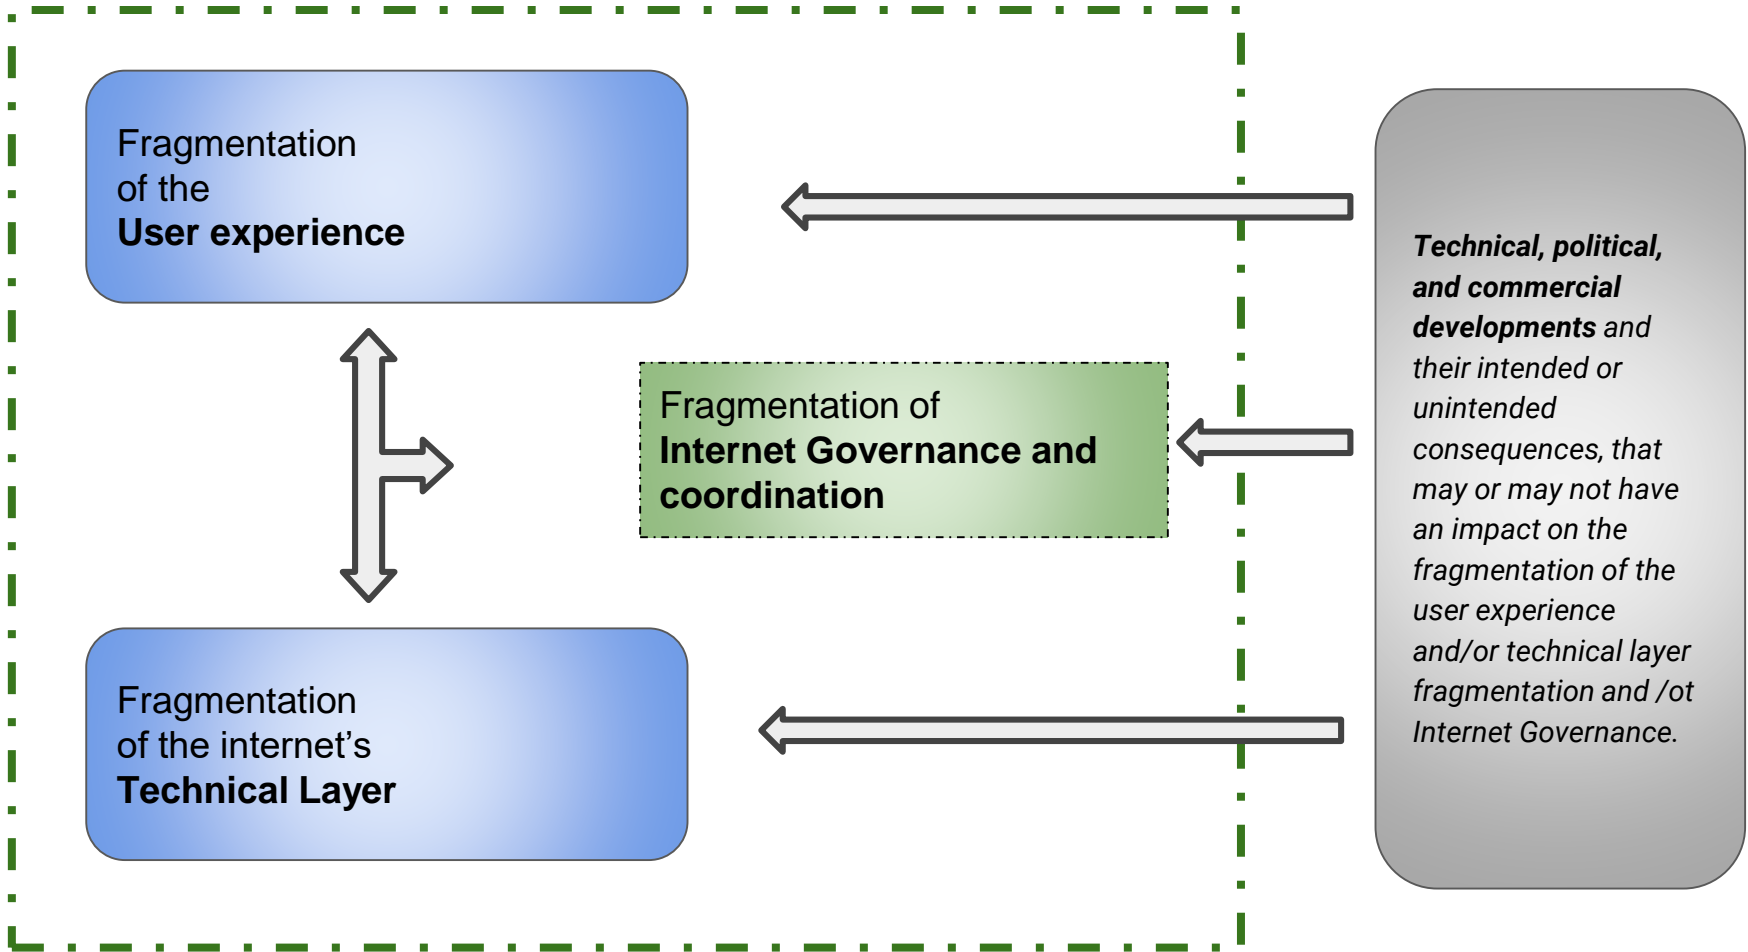 Fragmentation
of the
User experience
Fragmentation of
Internet Governance and
coordination
Fragmentation
of the internet’s
Technical Layer
Technical, political,
and commercial
developments and
their intended or
unintended
consequences, that
may or may not have
an impact on the
fragmentation of the
user experience
and/or technical layer
fragmentation and /ot
Internet Governance.